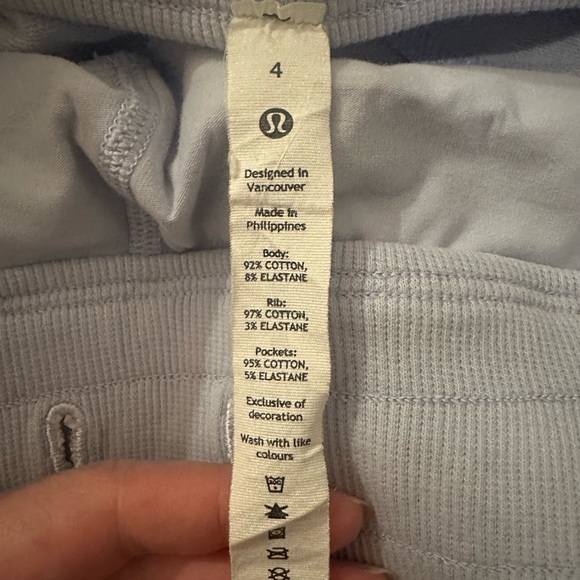 4
Designed in
Vancouver
Made in
Philippines
Body:
92% COTTON,
8% ELASTANE
Rib:
97% COTTON,
3% ELASTANE
Pockets:
95% COTTON,
5% ELASTANE
Exclusive of
decoration
Wash with like
colours